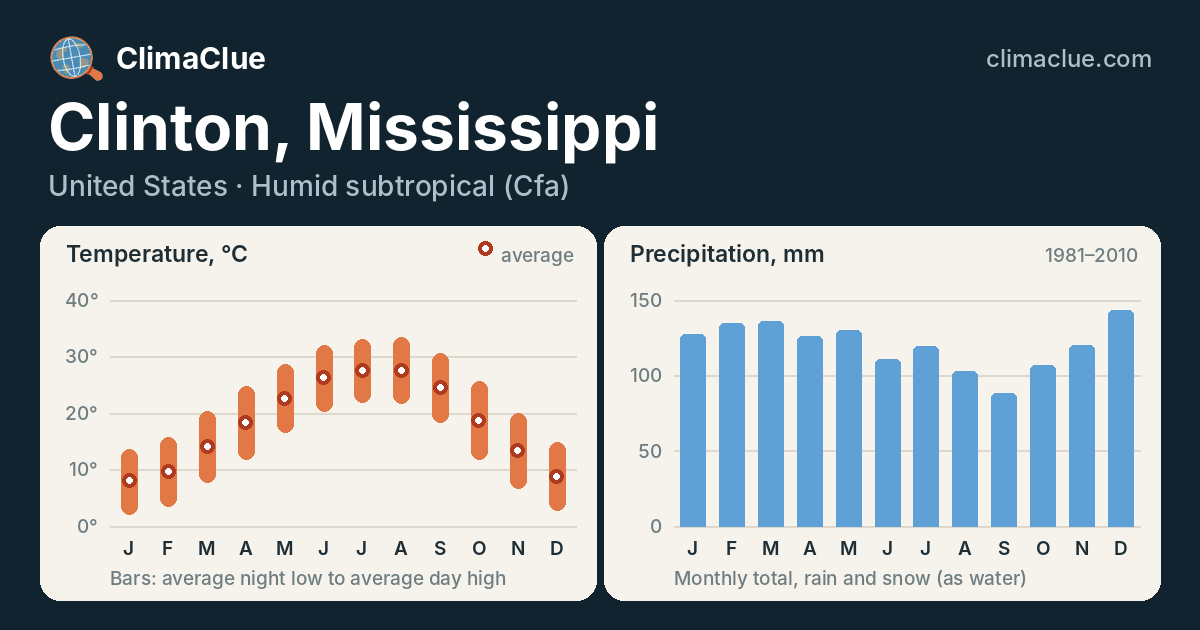 ClimaClue
climaclue.com
Clinton, Mississippi
United States · Humid subtropical (Cfa)
Temperature, °C
average
40°
30°
20°
10°
0°
J F M A M J J A S O N D
Bars: average night low to average day high
Precipitation, mm
1981–2010
150
100
50
0
J F M A M J J A S O N D
Monthly total, rain and snow (as water)